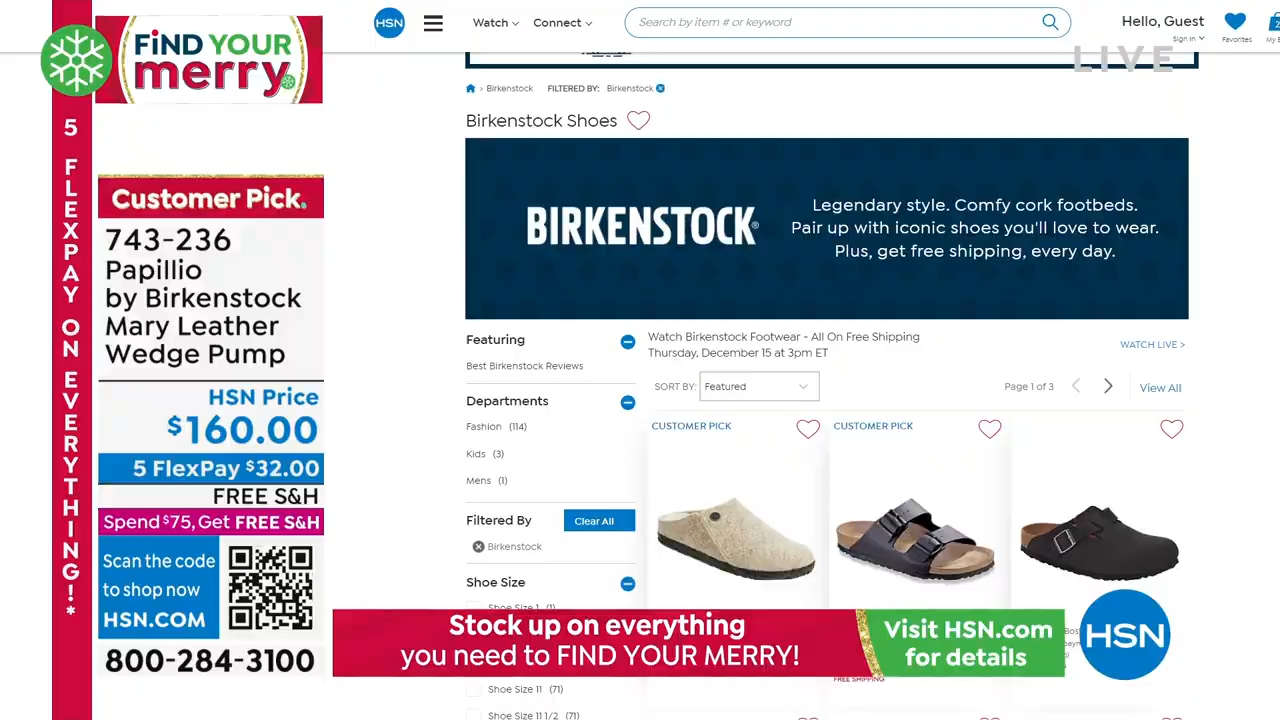 FiND YOUR
merry.
5 FLEXPAY ON EVERYTHING!*
Customer Pick.
743-236
Papillio
by Birkenstock
Mary Leather
Wedge Pump
HSN Price
$160.00
5 FlexPay $32.00
FREE S&H
Spend $75, Get FREE S&H
Scan the code
to shop now
HSN.COM
800-284-3100
HSN
Watch
Connect
Search by item # or keyword
Hello, Guest
Sign In
Favorites
LIVE
> Birkenstock FILTERED BY: Birkenstock
Birkenstock Shoes
BIRKENSTOCK®
Legendary style. Comfy cork footbeds.
Pair up with iconic shoes you'll love to wear.
Plus, get free shipping, every day.
Featuring
Best Birkenstock Reviews
Departments
Fashion (114)
Kids (3)
Mens (1)
Filtered By
Clear All
Birkenstock
Shoe Size
Shoe Size 1 (1)
Shoe Size 11 (71)
Shoe Size 11 1/2 (71)
Watch Birkenstock Footwear - All On Free Shipping
Thursday, December 15 at 3pm ET
WATCH LIVE >
SORT BY: Featured
Page 1 of 3
View All
CUSTOMER PICK
CUSTOMER PICK
FREE SHIPPING
Stock up on everything
you need to FIND YOUR MERRY!
Visit HSN.com
for details
HSN